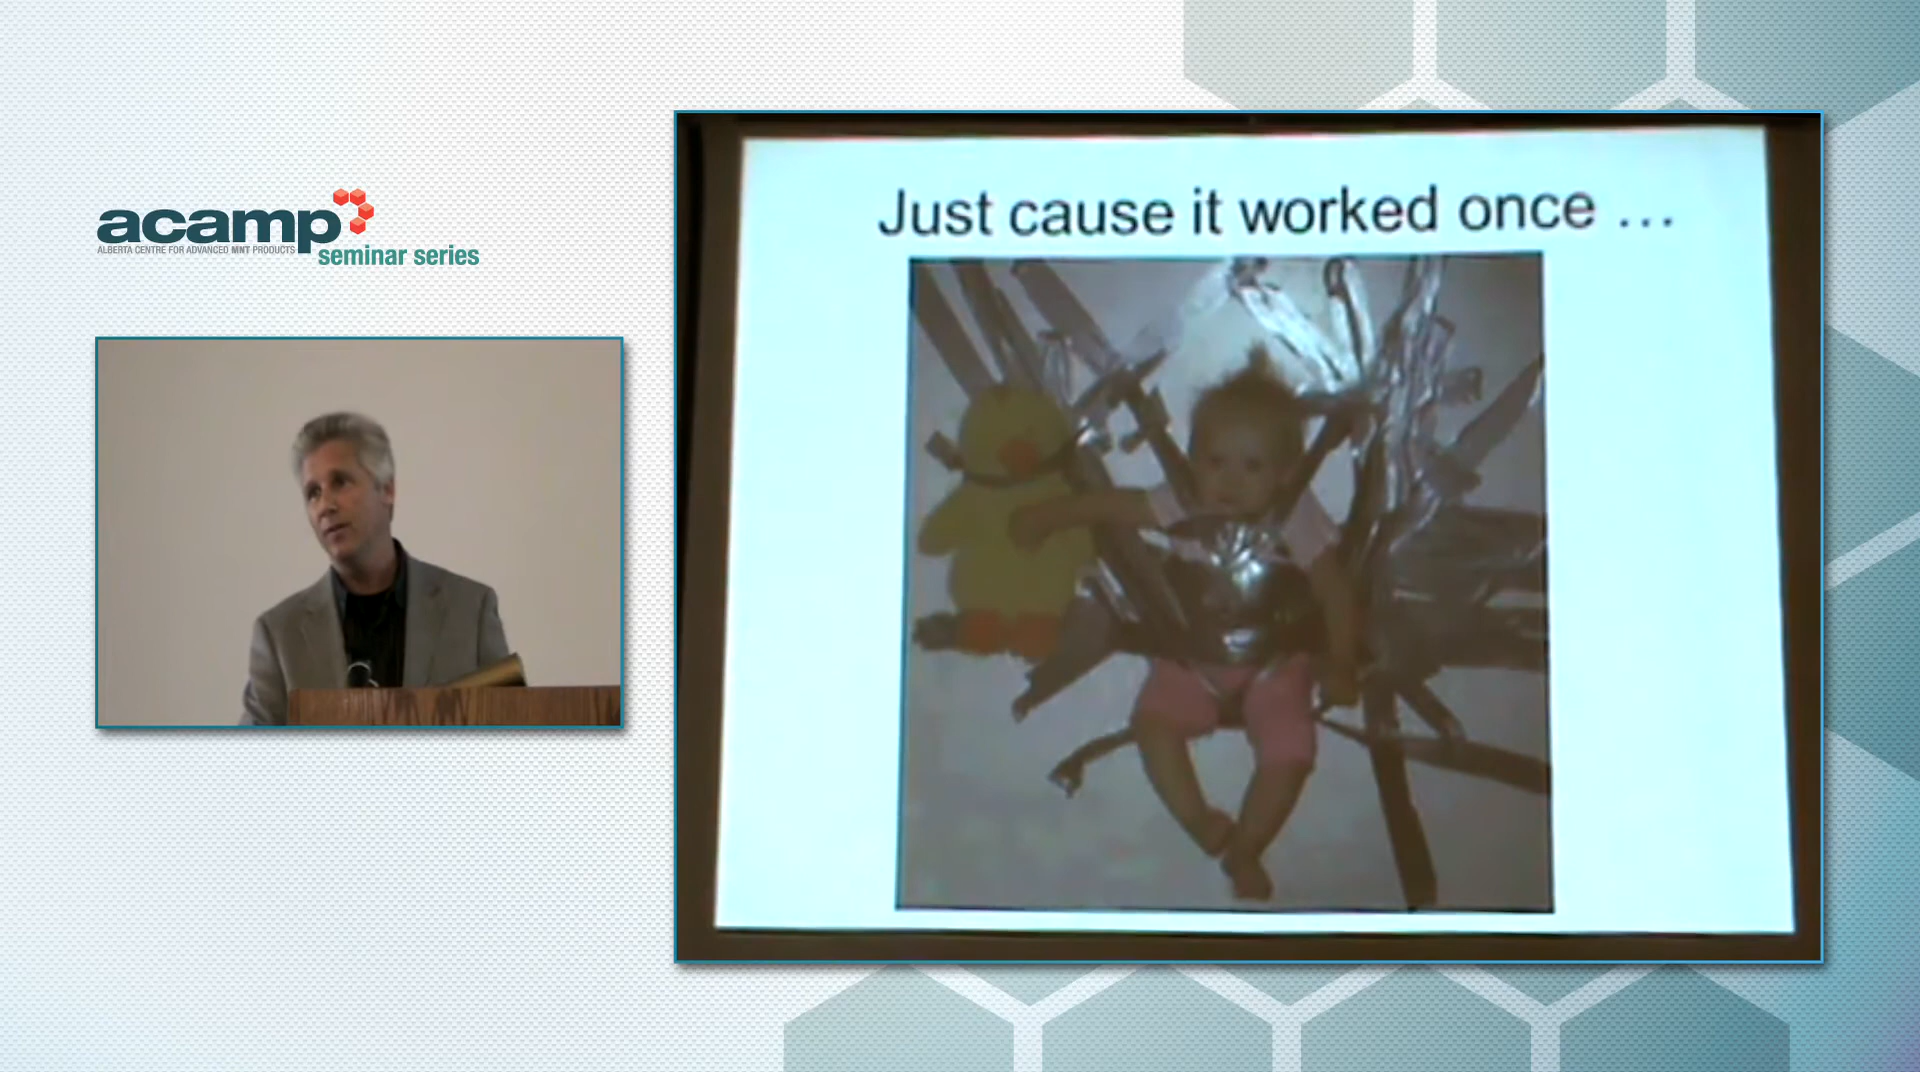 acamp
ALBERTA CENTRE FOR ADVANCED MNT PRODUCTS
seminar series
Just cause it worked once ...